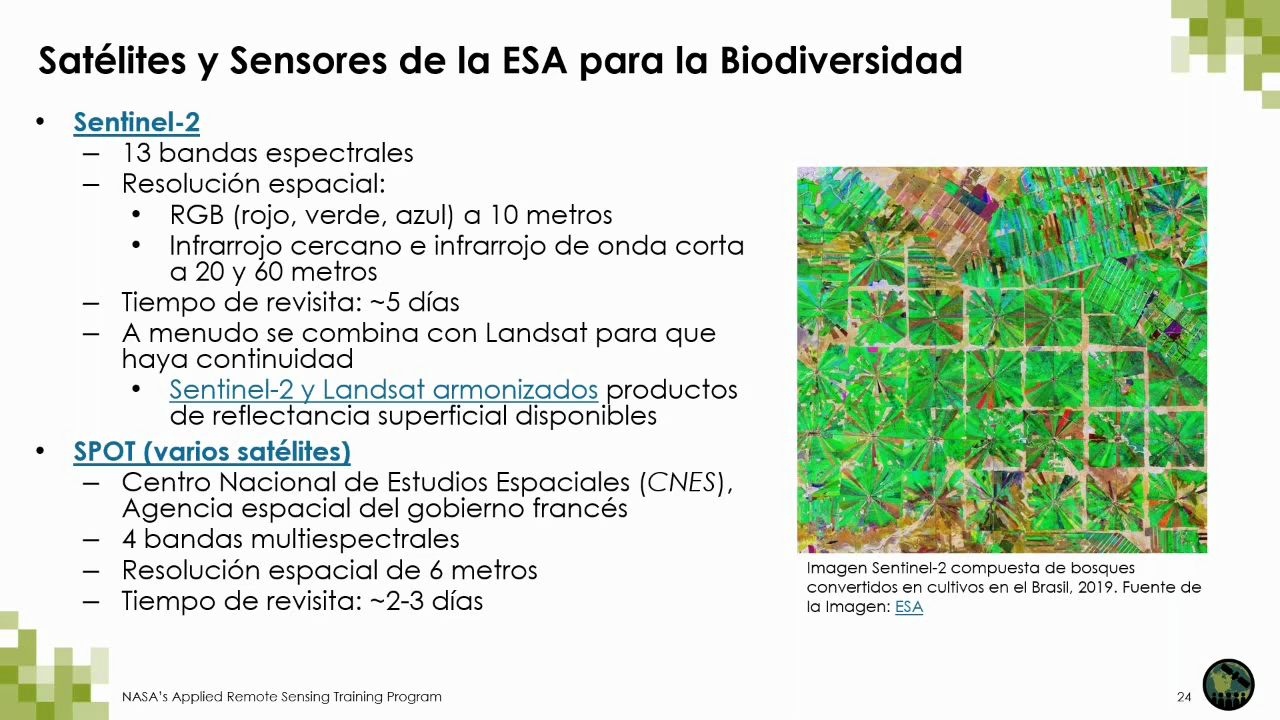 Satélites y Sensores de la ESA para la Biodiversidad
• Sentinel-2
– 13 bandas espectrales
– Resolución espacial:
• RGB (rojo, verde, azul) a 10 metros
• Infrarrojo cercano e infrarrojo de onda corta
a 20 y 60 metros
– Tiempo de revisita: ~5 días
– A menudo se combina con Landsat para que
haya continuidad
• Sentinel-2 y Landsat armonizados productos
de reflectancia superficial disponibles
• SPOT (varios satélites)
– Centro Nacional de Estudios Espaciales (CNES),
Agencia espacial del gobierno francés
– 4 bandas multiespectrales
– Resolución espacial de 6 metros
– Tiempo de revisita: ~2-3 días
Imagen Sentinel-2 compuesta de bosques
convertidos en cultivos en el Brasil, 2019. Fuente de
la Imagen: ESA
NASA's Applied Remote Sensing Training Program
24